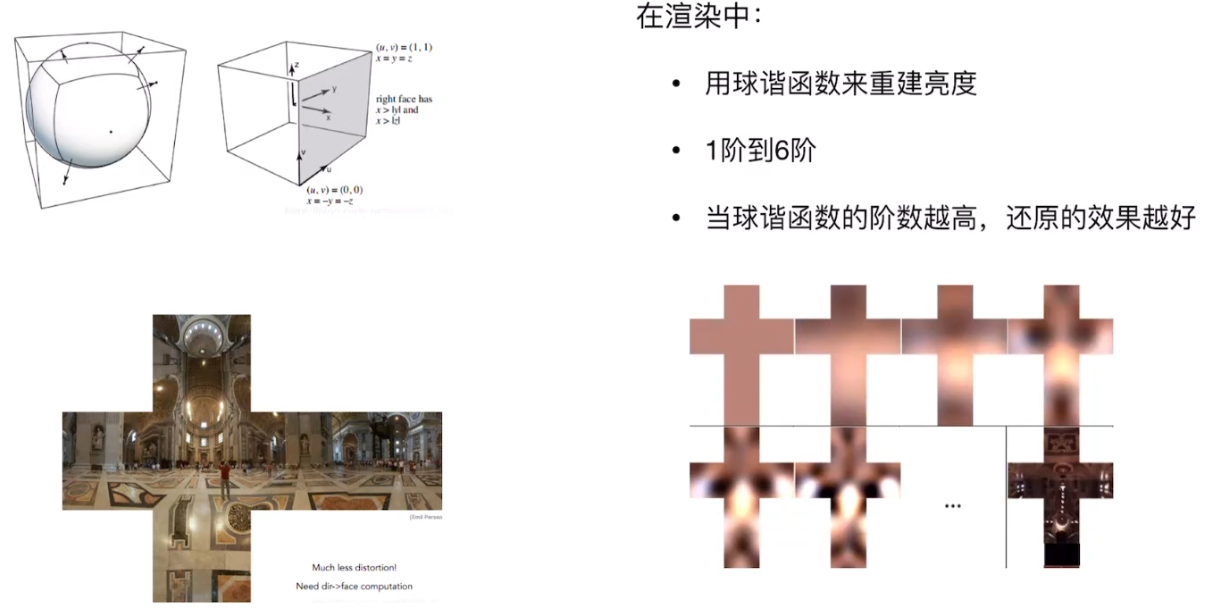 (u, v) = (1, 1)
x = y = z
z
y
x
right face has
x > |y| and
x > |z|
v
u
(u, v) = (0, 0)
x = −y = −z
Much less distortion!
Need dir->face computation
在渲染中：
• 用球谐函数来重建亮度
• 1阶到6阶
• 当球谐函数的阶数越高，还原的效果越好
...